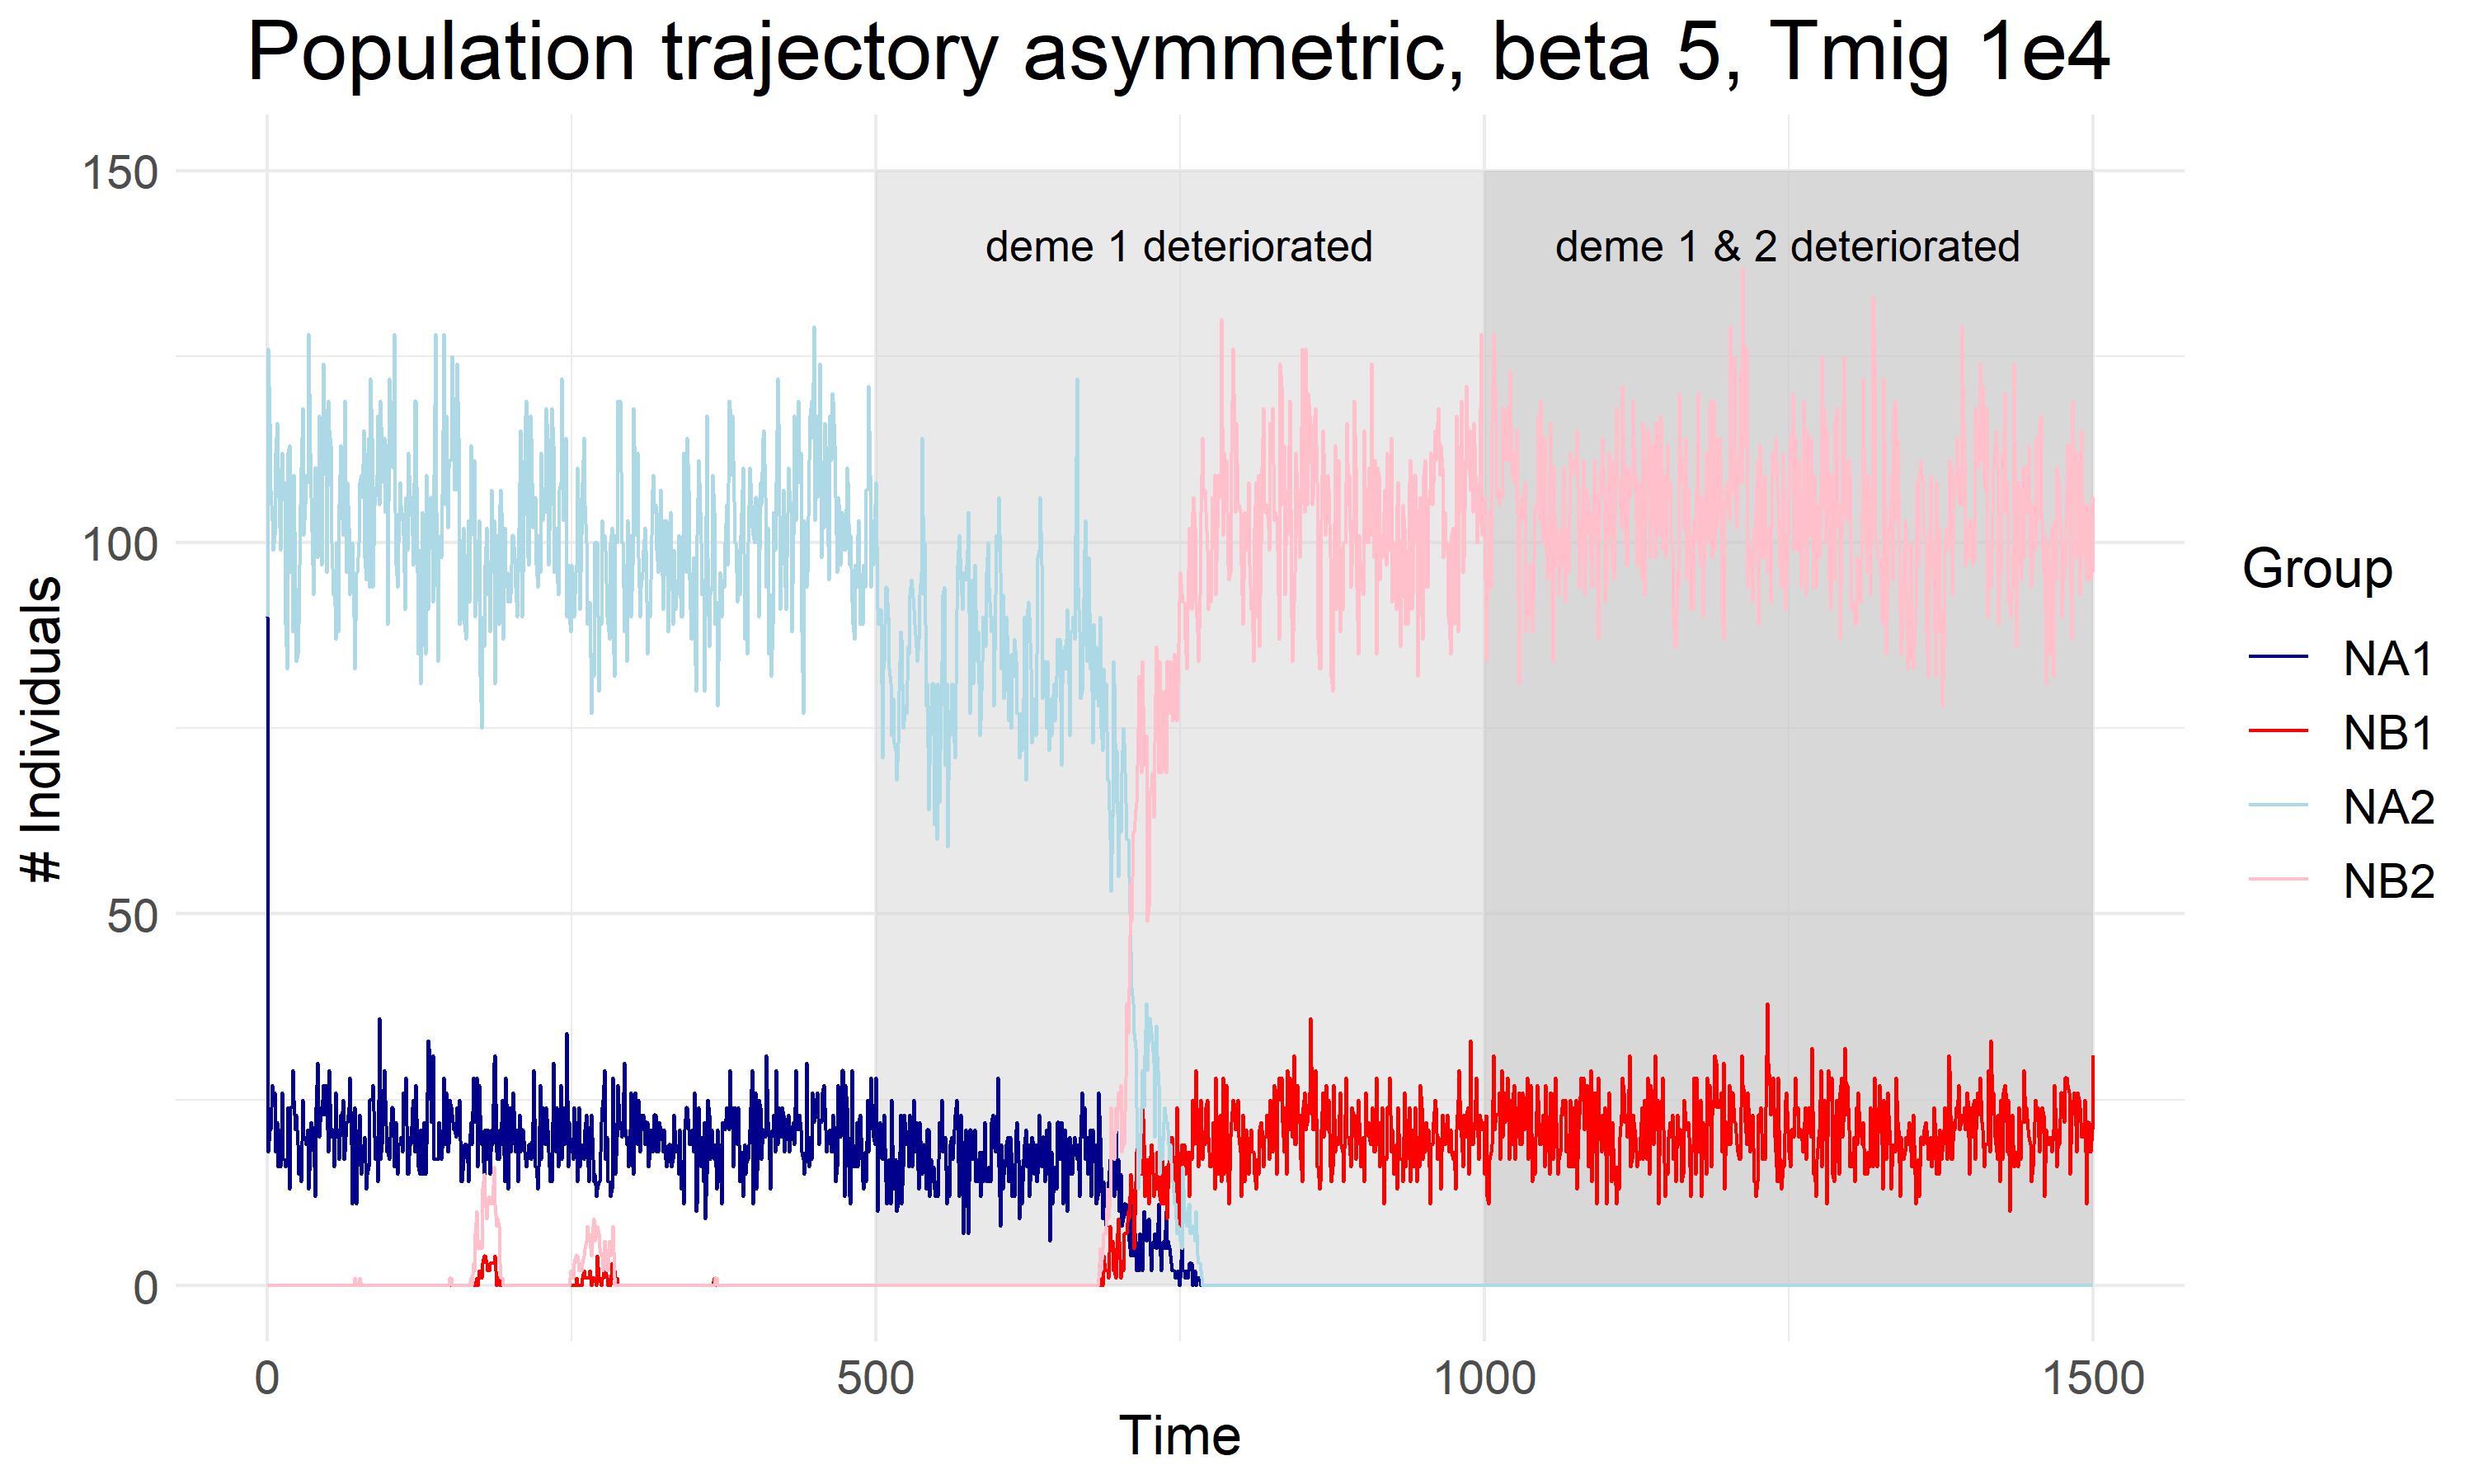 Population trajectory asymmetric, beta 5, Tmig 1e4
150
100
50
0
# Individuals
deme 1 deteriorated
deme 1 & 2 deteriorated
0
500
1000
1500
Time
Group
NA1
NB1
NA2
NB2